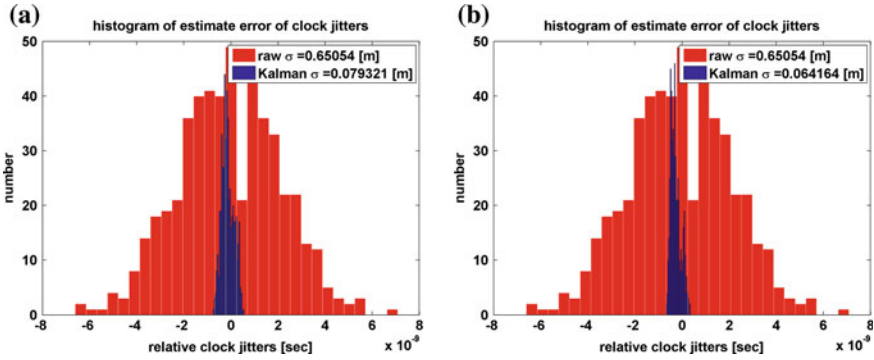 (a)
histogram of estimate error of clock jitters
raw σ =0.65054 [m]
Kalman σ =0.079321 [m]
number
50
40
30
20
10
0
-8 -6 -4 -2 0 2 4 6 8
x 10⁻⁹
relative clock jitters [sec]
(b)
histogram of estimate error of clock jitters
raw σ =0.65054 [m]
Kalman σ =0.064164 [m]
number
50
40
30
20
10
0
-8 -6 -4 -2 0 2 4 6 8
x 10⁻⁹
relative clock jitters [sec]